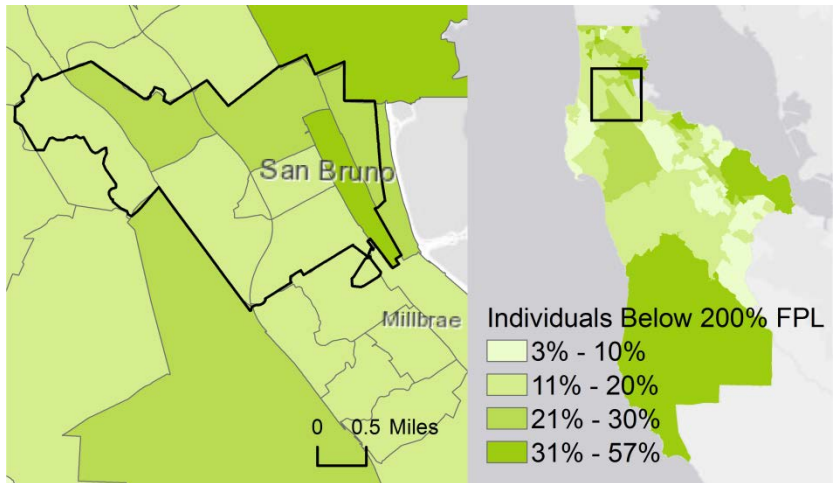 San Bruno
Millbrae
0 0.5 Miles
Individuals Below 200% FPL
3% - 10%
11% - 20%
21% - 30%
31% - 57%